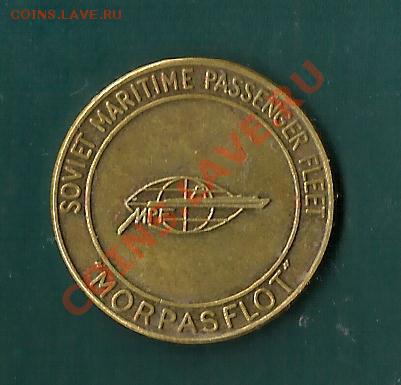 COINS.LAVE.RU
SOVIET MARITIME PASSENGER FLEET
MPF
"MORPASFLOT"
COINS.LAVE.RU